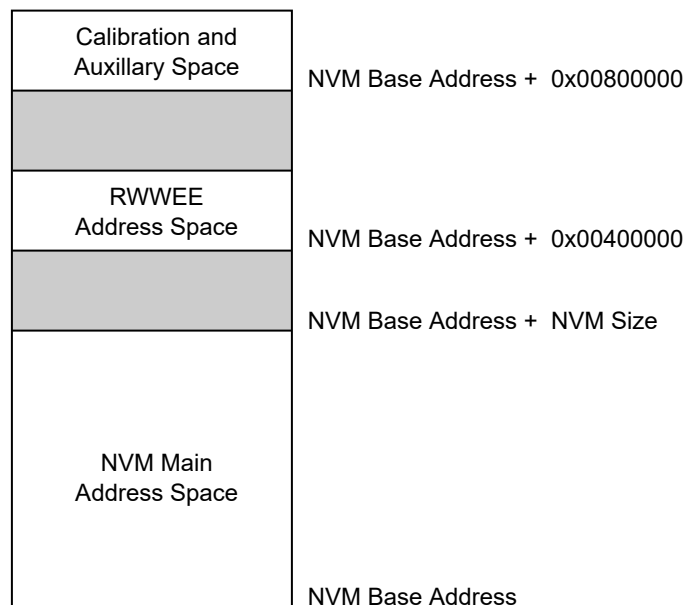 Calibration and
Auxillary Space
NVM Base Address + 0x00800000
RWWEE
Address Space
NVM Base Address + 0x00400000
NVM Base Address + NVM Size
NVM Main
Address Space
NVM Base Address